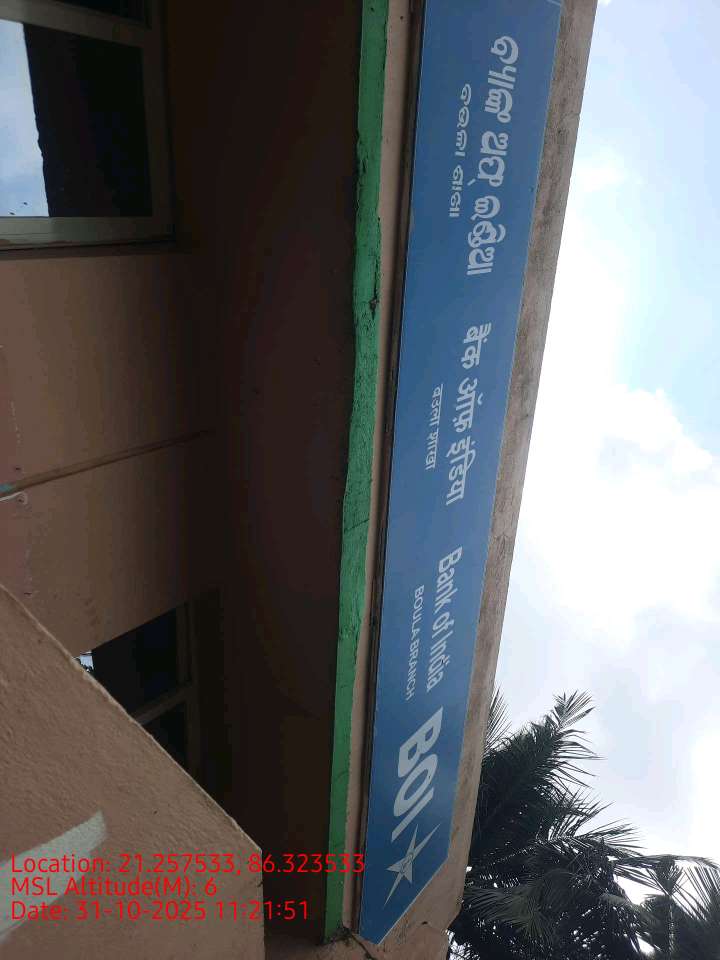 ବ୍ୟାଙ୍କ ଅଫ୍ ଇଣ୍ଡିଆ
ବଉଳା ଶାଖା
बैंक ऑफ़ इंडिया
बउला शाखा
Bank of India
BOULA BRANCH
BOI
Location: 21.257533, 86.323533
MSL Altitude(M): 6
Date: 31-10-2025 11:21:51